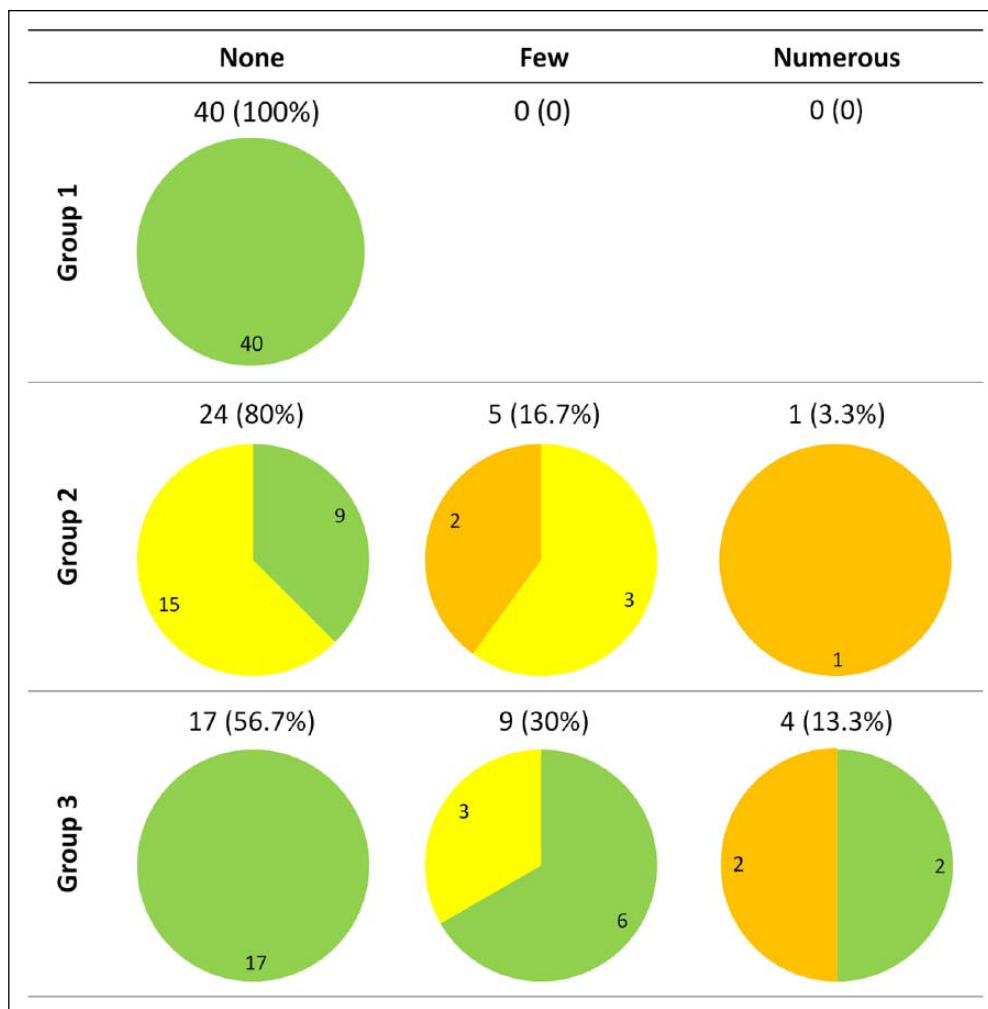 None Few Numerous
Group 1
40 (100%) 0 (0) 0 (0)
40
Group 2
24 (80%) 5 (16.7%) 1 (3.3%)
9
15
2
3
1
Group 3
17 (56.7%) 9 (30%) 4 (13.3%)
17
3
6
2
2